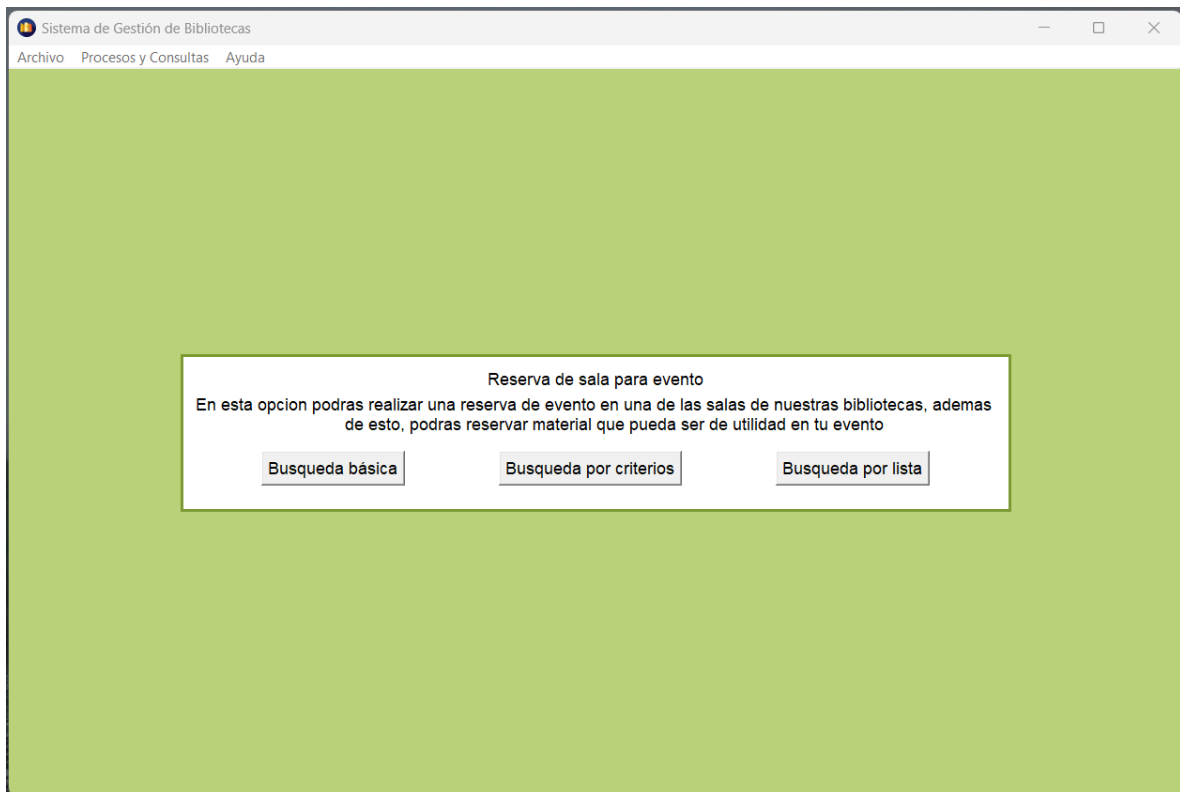 Sistema de Gestión de Bibliotecas
Archivo Procesos y Consultas Ayuda
Reserva de sala para evento
En esta opcion podras realizar una reserva de evento en una de las salas de nuestras bibliotecas, ademas
de esto, podras reservar material que pueda ser de utilidad en tu evento
Busqueda básica Busqueda por criterios Busqueda por lista